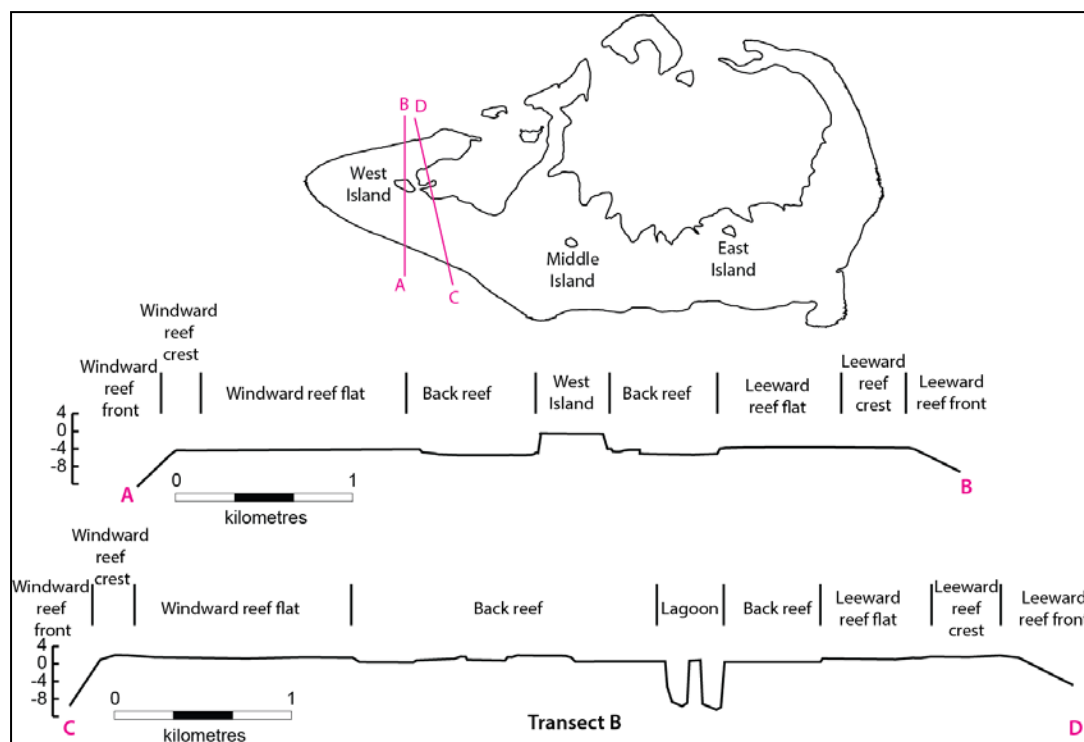 B D
West
Island
Middle
Island
East
Island
A
C
Windward
reef
front
Windward
reef
crest
Windward reef flat
Back reef
West
Island
Back reef
Leeward
reef flat
Leeward
reef
crest
Leeward
reef front
4
0
-4
-8
A
B
0 1
kilometres
Windward
reef
front
Windward
reef
crest
Windward reef flat
Back reef
Lagoon
Back reef
Leeward
reef flat
Leeward
reef
crest
Leeward
reef front
4
0
-4
-8
C
D
0 1
kilometres
Transect B